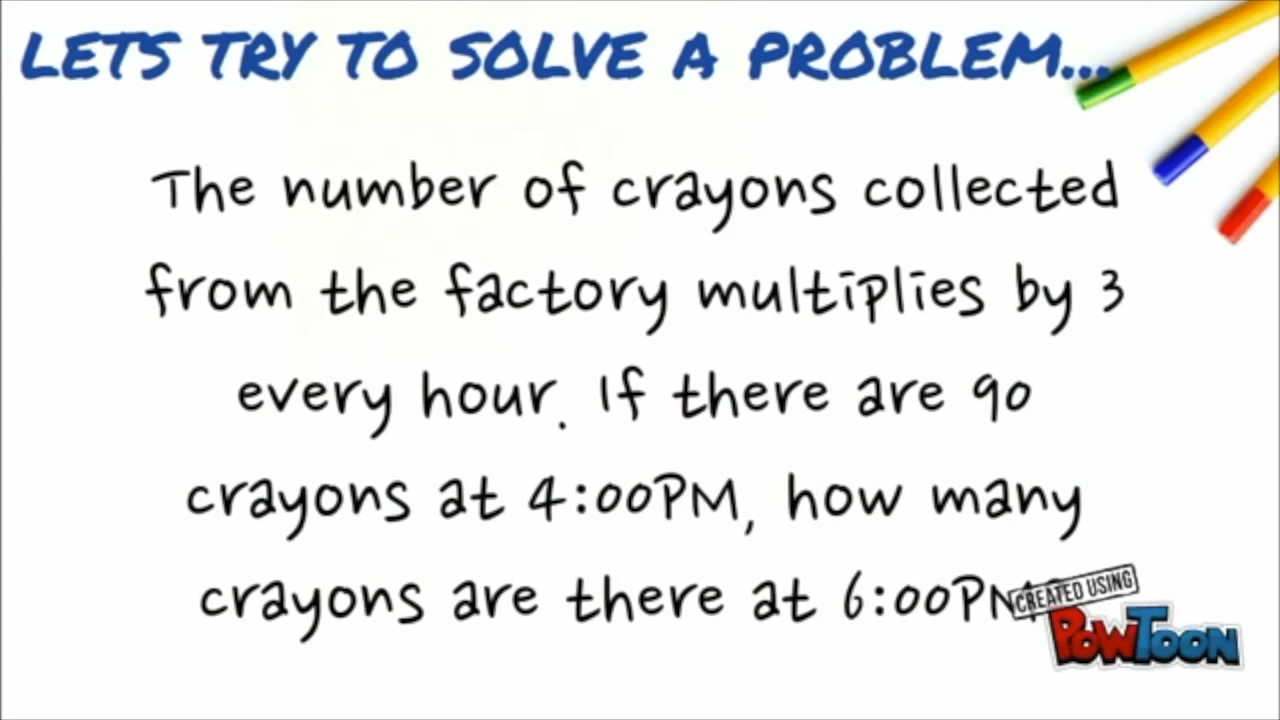 LETS TRY TO SOLVE A PROBLEM...
The number of crayons collected
from the factory multiplies by 3
every hour. If there are 90
crayons at 4:00PM, how many
crayons are there at 6:00PM?
CREATED USING
POWTOON